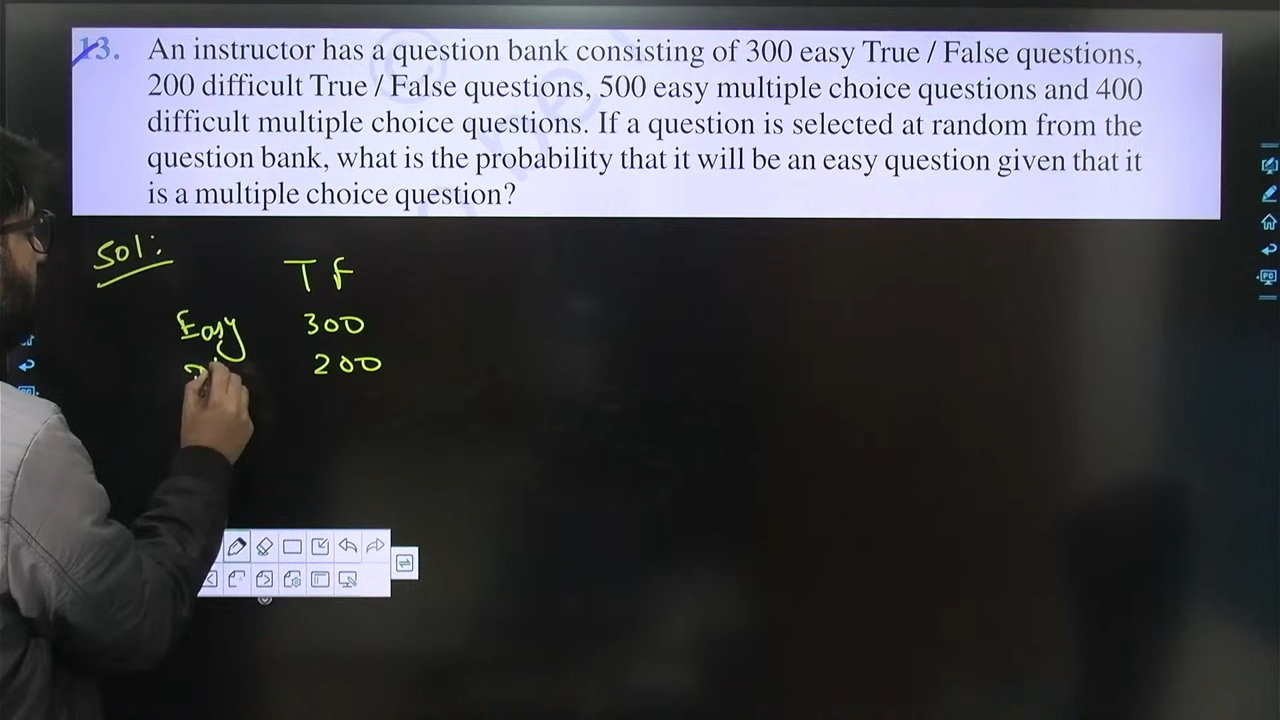 13. An instructor has a question bank consisting of 300 easy True / False questions,
200 difficult True / False questions, 500 easy multiple choice questions and 400
difficult multiple choice questions. If a question is selected at random from the
question bank, what is the probability that it will be an easy question given that it
is a multiple choice question?
Sol:
T F
Easy 300
200